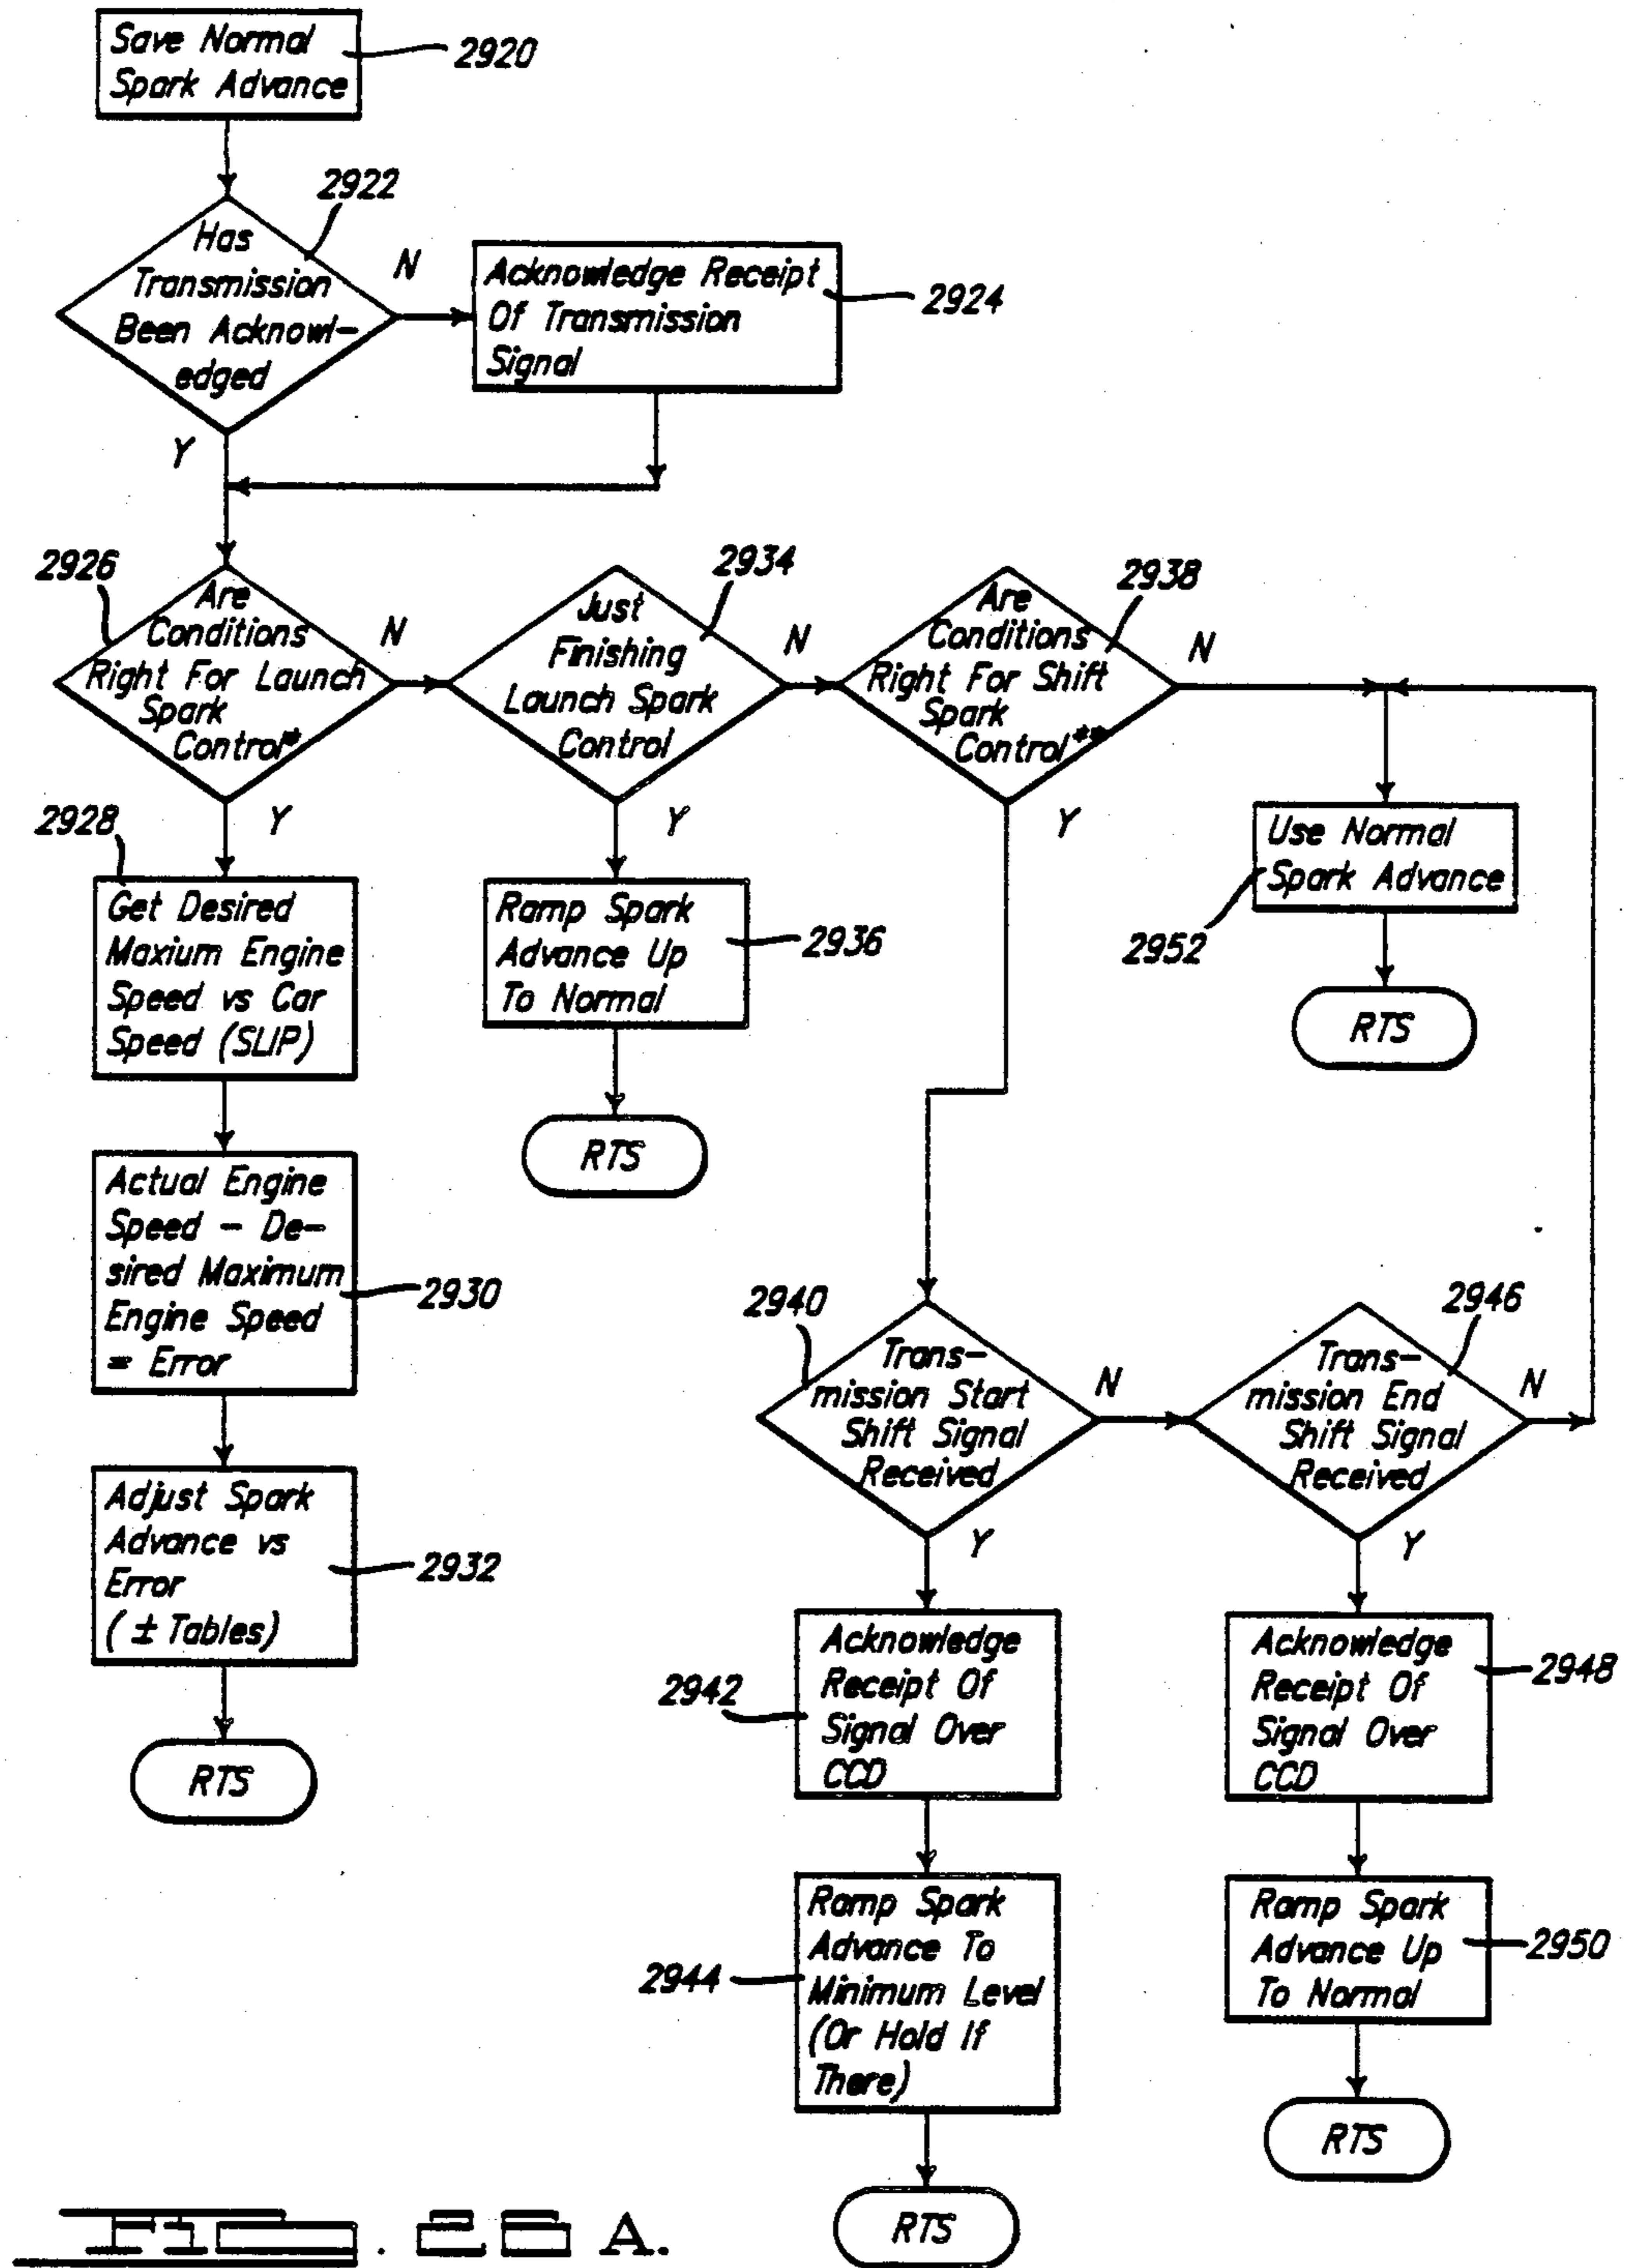 Save Normal
Spark Advance
2920
2922
Has
Transmission
Been Acknowl-
edged
N
Y
Acknowledge Receipt
Of Transmission
Signal
2924
2926
Are
Conditions
Right For Launch
Spark
Control*
N
Y
2934
Just
Finishing
Launch Spark
Control
N
Y
2938
Are
Conditions
Right For Shift
Spark
Control**
N
Y
2928
Get Desired
Maxium Engine
Speed vs Car
Speed (SLIP)
Ramp Spark
Advance Up
To Normal
2936
RTS
Use Normal
Spark Advance
2952
RTS
Actual Engine
Speed - De-
sired Maximum
Engine Speed
= Error
2930
Adjust Spark
Advance vs
Error
(± Tables)
2932
RTS
2940
Trans-
mission Start
Shift Signal
Received
N
Y
2946
Trans-
mission End
Shift Signal
Received
N
Y
Acknowledge
Receipt Of
Signal Over
CCD
2942
Acknowledge
Receipt Of
Signal Over
CCD
2948
Ramp Spark
Advance To
Minimum Level
(Or Hold If
There)
2944
RTS
Ramp Spark
Advance Up
To Normal
2950
RTS
A.